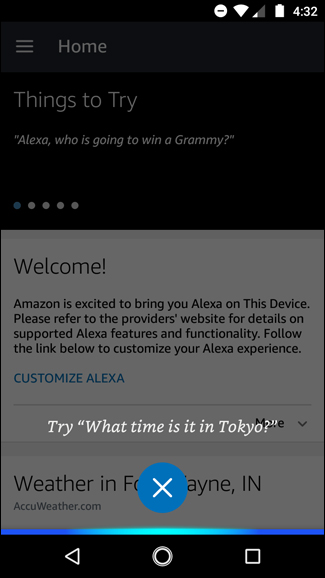 4:32
Home
Things to Try
"Alexa, who is going to win a Grammy?"
Welcome!
Amazon is excited to bring you Alexa on This Device.
Please refer to the providers' website for details on
supported Alexa features and functionality. Follow
the link below to customize your Alexa experience.
CUSTOMIZE ALEXA
More
Try “What time is it in Tokyo?”
Weather in Fo Wayne, IN
AccuWeather.com